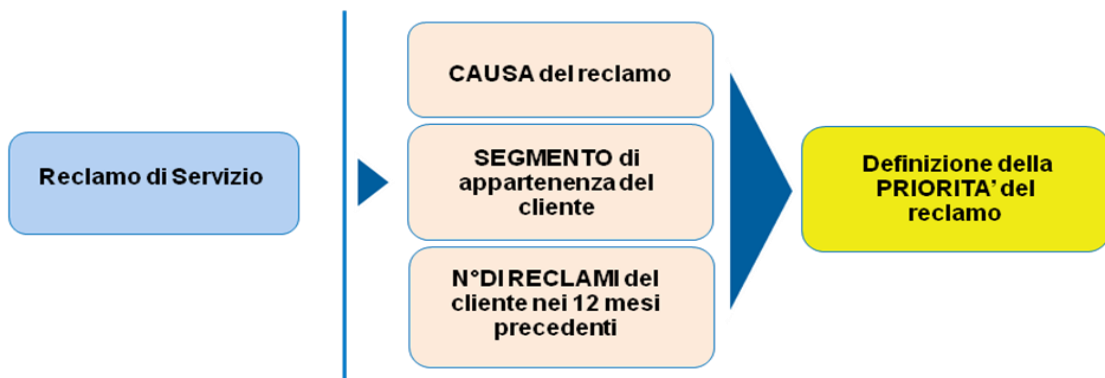 Reclamo di Servizio
CAUSA del reclamo
SEGMENTO di
appartenenza del
cliente
N°DI RECLAMI del
cliente nei 12 mesi
precedenti
Definizione della
PRIORITA' del
reclamo